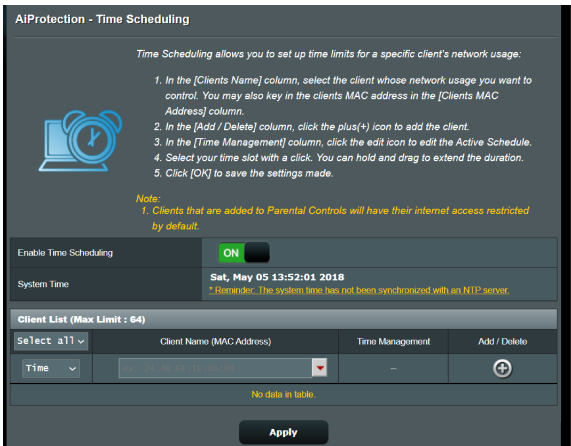 AiProtection - Time Scheduling
Time Scheduling allows you to set up time limits for a specific client's network usage:
1. In the [Clients Name] column, select the client whose network usage you want to
control. You may also key in the clients MAC address in the [Clients MAC
Address] column.
2. In the [Add / Delete] column, click the plus(+) icon to add the client.
3. In the [Time Management] column, click the edit icon to edit the Active Schedule.
4. Select your time slot with a click. You can hold and drag to extend the duration.
5. Click [OK] to save the settings made.
Note:
1. Clients that are added to Parental Controls will have their internet access restricted
by default.
Enable Time Scheduling ON
System Time Sat, May 05 13:52:01 2018
* Reminder: The system time has not been synchronized with an NTP server.
Client List (Max Limit : 64)
Select all Client Name (MAC Address) Time Management Add / Delete
Time --
No data in table.
Apply